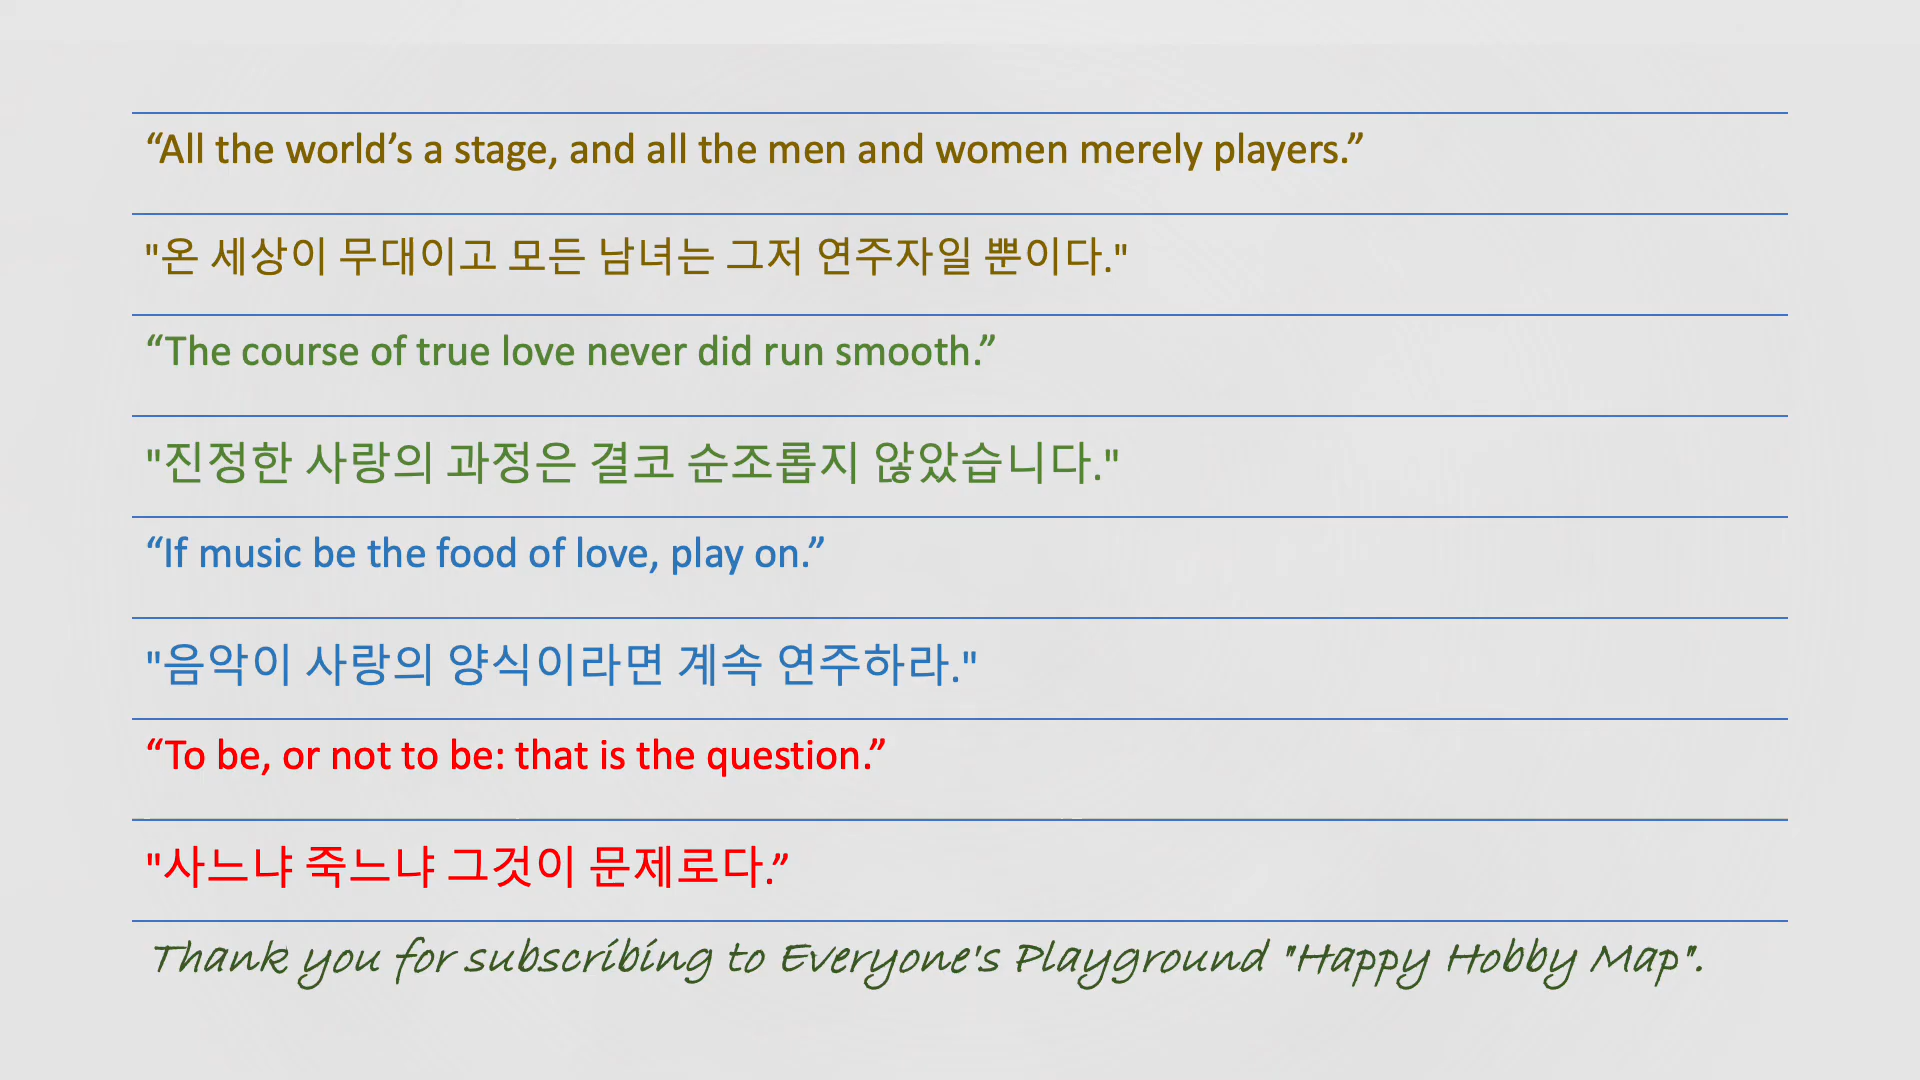 “All the world’s a stage, and all the men and women merely players.”
"온 세상이 무대이고 모든 남녀는 그저 연주자일 뿐이다."
“The course of true love never did run smooth.”
"진정한 사랑의 과정은 결코 순조롭지 않았습니다."
“If music be the food of love, play on.”
"음악이 사랑의 양식이라면 계속 연주하라."
“To be, or not to be: that is the question.”
"사느냐 죽느냐 그것이 문제로다.”
Thank you for subscribing to Everyone's Playground "Happy Hobby Map".